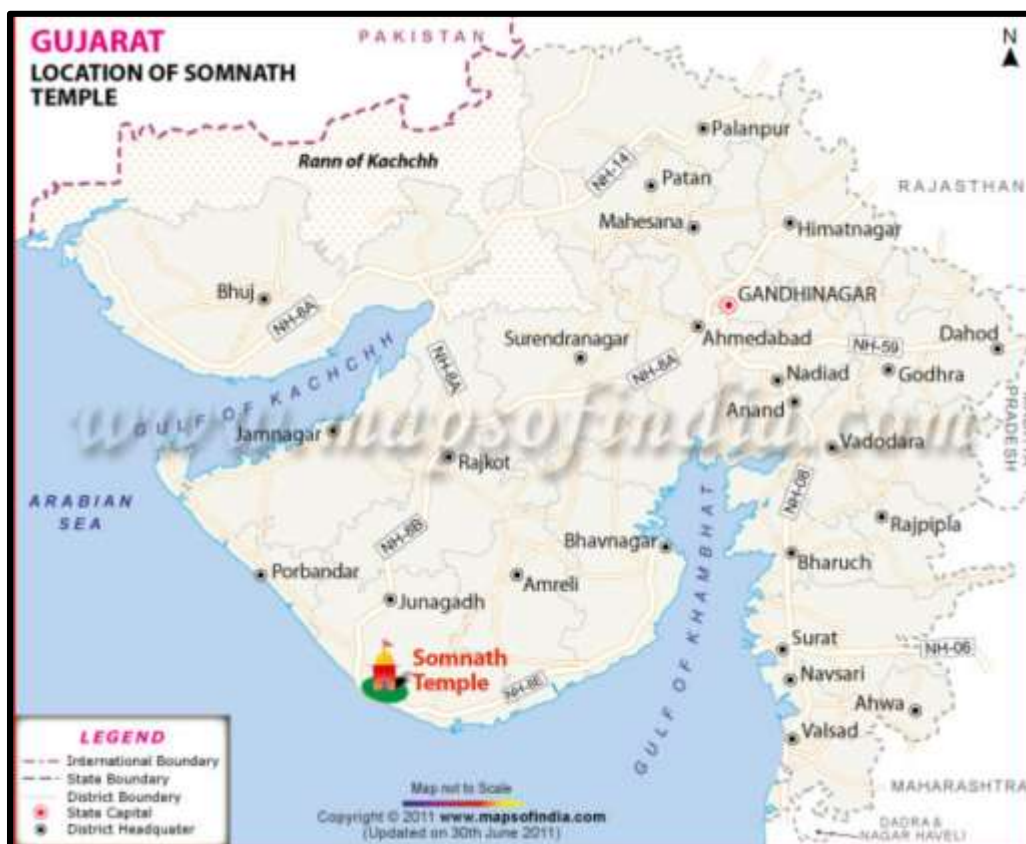 GUJARAT
LOCATION OF SOMNATH
TEMPLE
PAKISTAN
N
Rann of Kachchh
NH-14
Palanpur
Patan
RAJASTHAN
Mahesana
Himatnagar
Bhuj
NH-8A
GANDHINAGAR
Surendranagar
Ahmedabad
NH-59
Dahod
NH-8A
NH-8A
Nadiad
Godhra
GULF OF KACHCHH
Anand
PRADESH
www.mapsofindia.com
Jamnagar
Vadodara
Rajkot
ARABIAN
SEA
NH-08
NH-8B
Rajpipla
Bhavnagar
Bharuch
Porbandar
Amreli
GULF OF KHAMBHAT
Junagadh
Surat
NH-06
Somnath
Temple
NH-8E
Navsari
Ahwa
Valsad
LEGEND
International Boundary
State Boundary
District Boundary
State Capital
District Headquater
Map not to Scale
Copyright © 2011 www.mapsofindia.com
(Updated on 30th June 2011)
MAHARASHTRA
DADRA &
NAGAR HAVELI